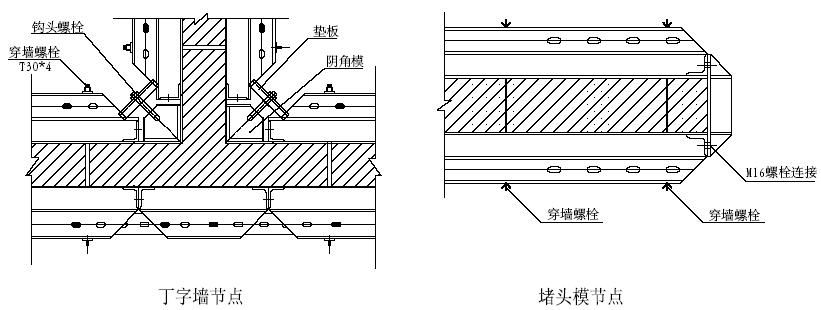 钩头螺栓
垫板
穿墙螺栓
T30*4
阴角模
M16螺栓连接
穿墙螺栓
穿墙螺栓
丁字墙节点
堵头模节点